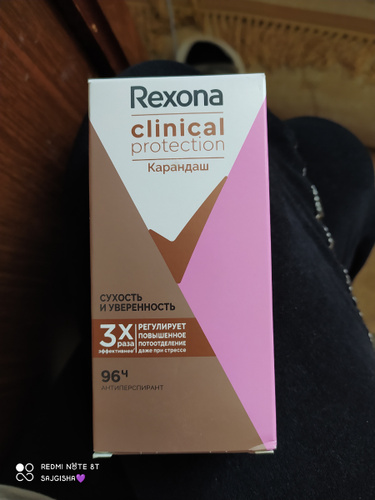 Rexona
clinical
protection
Карандаш
СУХОСТЬ
И УВЕРЕННОСТЬ
3X
раза
эффективнее
РЕГУЛИРУЕТ
ПОВЫШЕННОЕ
ПОТООТДЕЛЕНИЕ
даже при стрессе
96Ч
АНТИПЕРСПИРАНТ
REDMI NOTE 8T
SAJGISHA💜